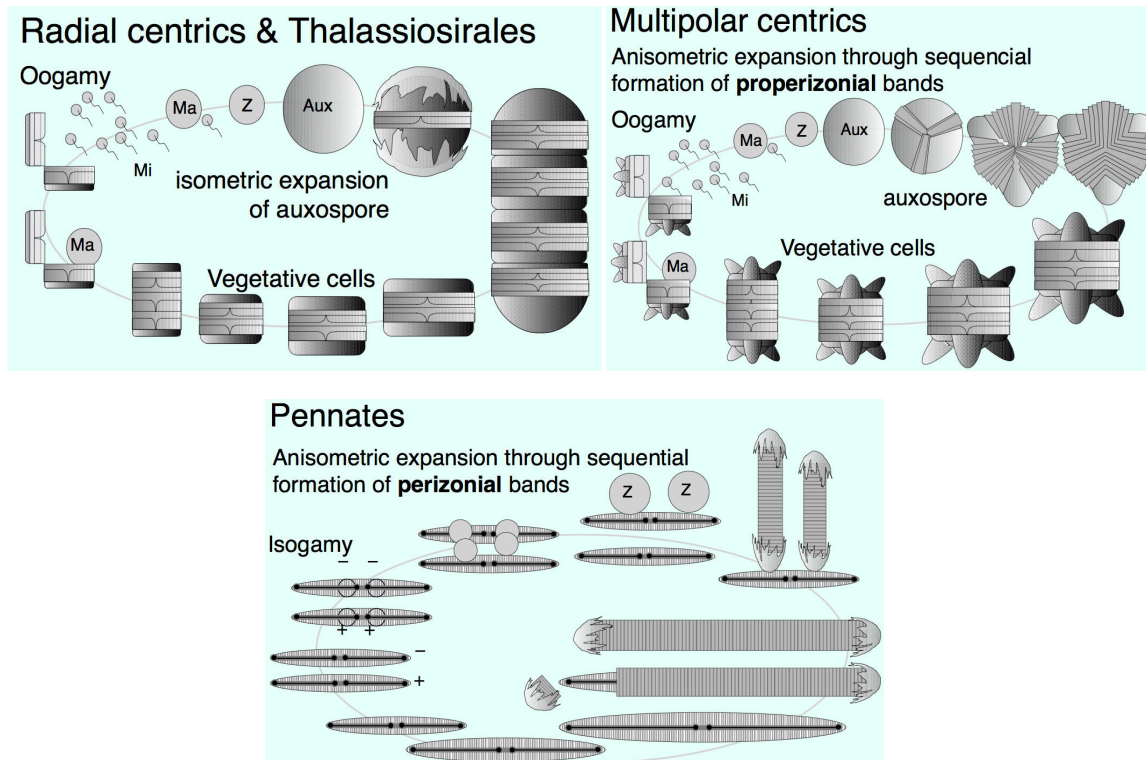 Radial centrics & Thalassiosirales
Oogamy
Ma
Z
Aux
Mi
isometric expansion
of auxospore
Ma
Vegetative cells
Multipolar centrics
Anisometric expansion through sequencial
formation of properizonial bands
Oogamy
Ma
Z
Aux
Mi
auxospore
Ma
Vegetative cells
Pennates
Anisometric expansion through sequential
formation of perizonial bands
Z
Z
Isogamy
− −
+ +
−
+